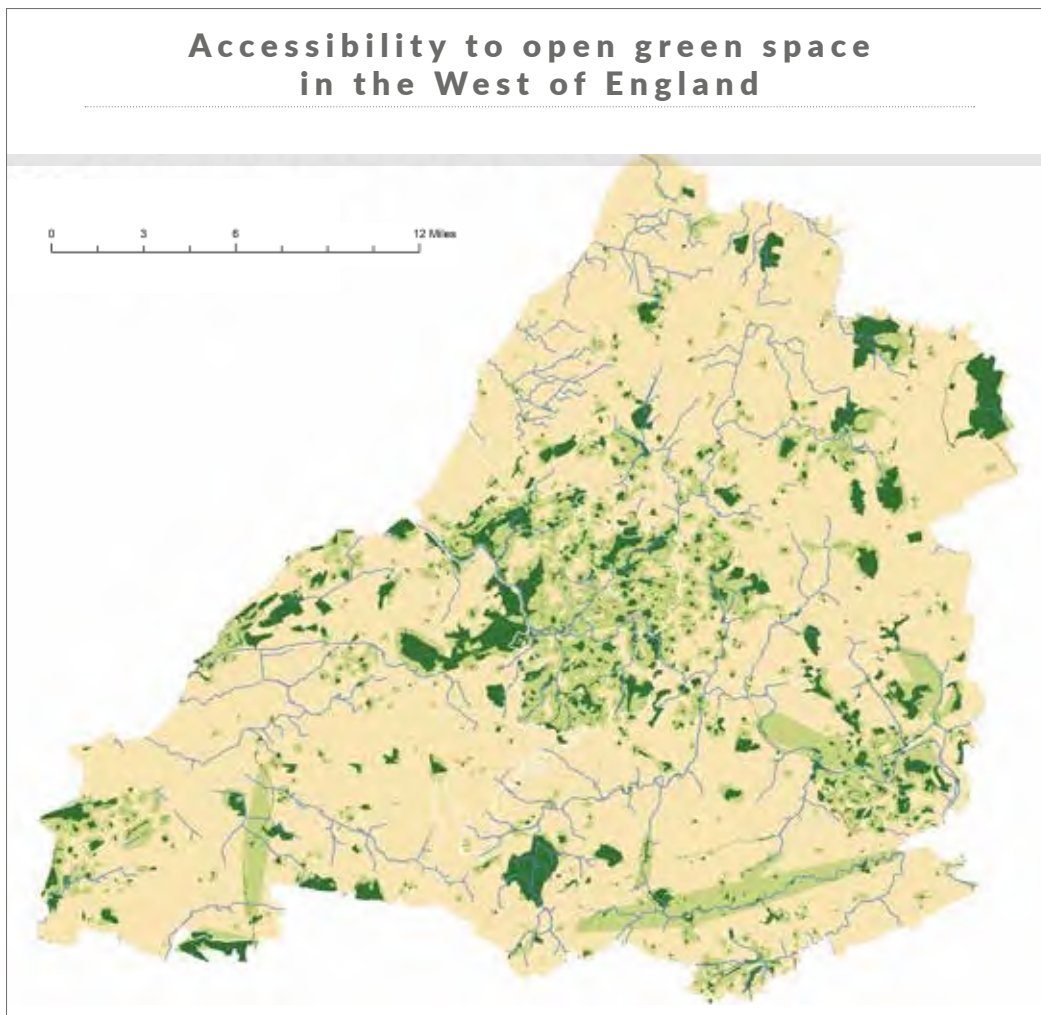 Accessibility to open green space
in the West of England
0 3 6 12 Miles